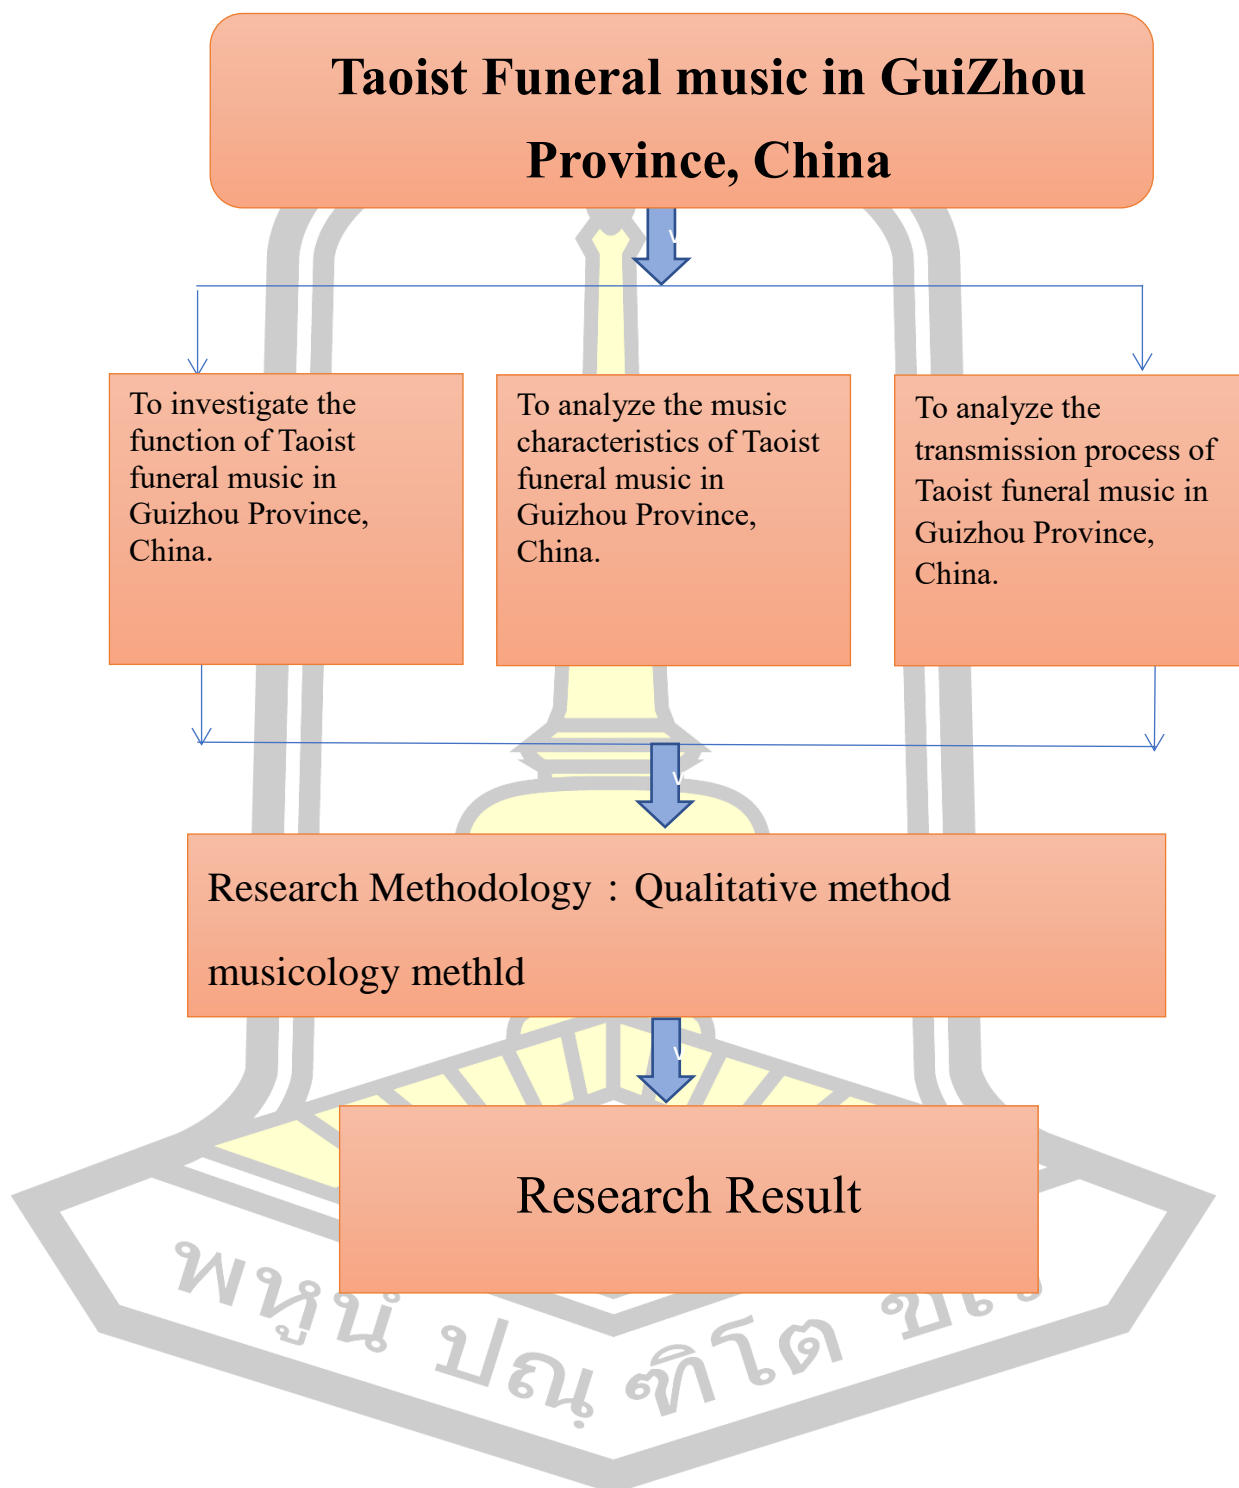 Taoist Funeral music in GuiZhou
Province, China
To investigate the
function of Taoist
funeral music in
Guizhou Province,
China.
To analyze the music
characteristics of Taoist
funeral music in
Guizhou Province,
China.
To analyze the
transmission process of
Taoist funeral music in
Guizhou Province,
China.
Research Methodology：Qualitative method
musicology methld
Research Result
พหูนํ ปณฺฑิโต